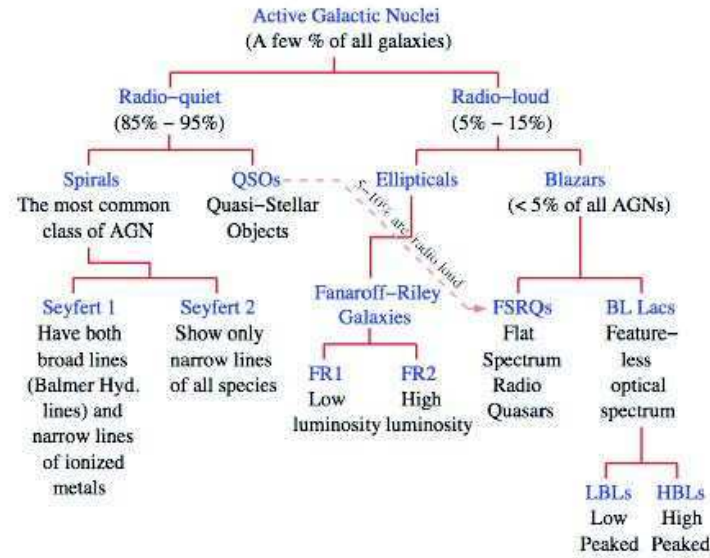 Active Galactic Nuclei
(A few % of all galaxies)
Radio-quiet
(85% - 95%)
Radio-loud
(5% - 15%)
Spirals
The most common
class of AGN
QSOs
Quasi-Stellar
Objects
5-10% are radio loud
Ellipticals
Blazars
(< 5% of all AGNs)
Seyfert 1
Have both
broad lines
(Balmer Hyd.
lines) and
narrow lines
of ionized
metals
Seyfert 2
Show only
narrow lines
of all species
Fanaroff-Riley
Galaxies
FR1
Low
luminosity
FR2
High
luminosity
FSRQs
Flat
Spectrum
Radio
Quasars
BL Lacs
Feature-
less
optical
spectrum
LBLs
Low
Peaked
HBLs
High
Peaked